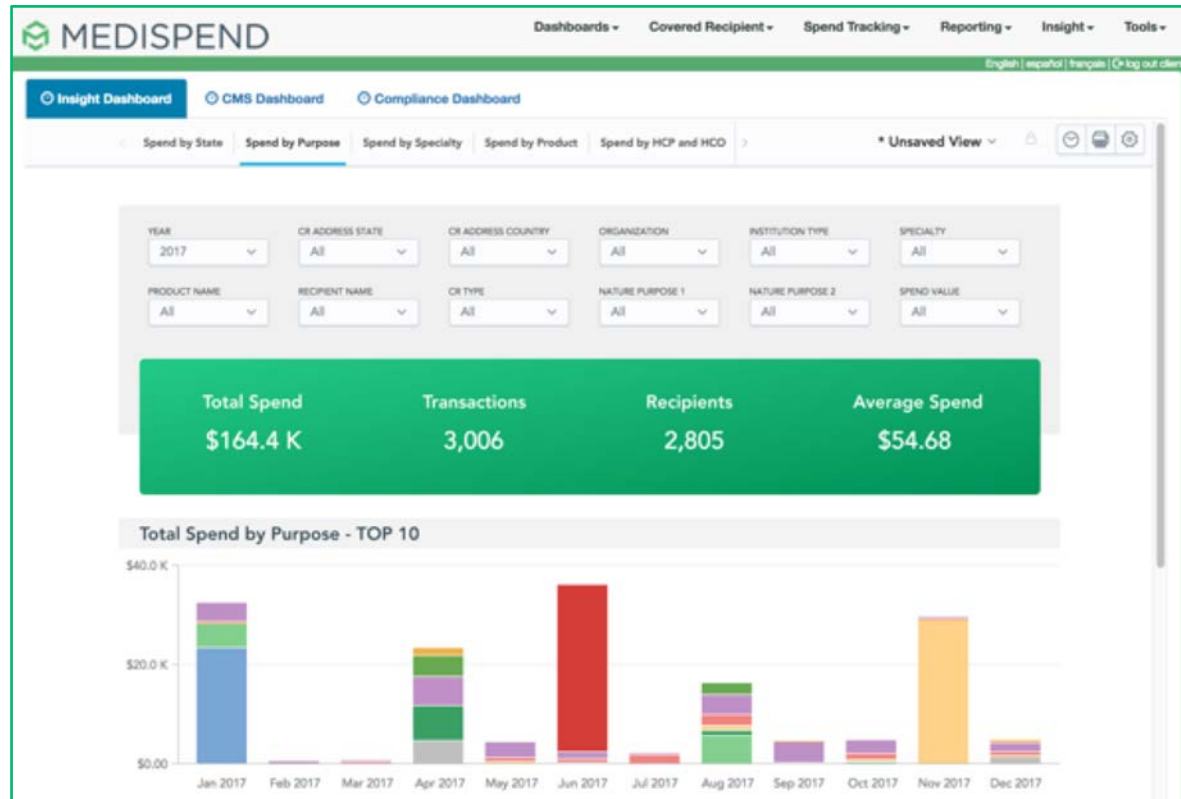 MEDISPEND
Dashboards Covered Recipient Spend Tracking Reporting Insight Tools
English | español | français | log out clien
Insight Dashboard CMS Dashboard Compliance Dashboard
Spend by State Spend by Purpose Spend by Specialty Spend by Product Spend by HCP and HCO * Unsaved View
YEAR CR ADDRESS STATE CR ADDRESS COUNTRY ORGANIZATION INSTITUTION TYPE SPECIALTY
2017 All All All All All
PRODUCT NAME RECIPIENT NAME CR TYPE NATURE PURPOSE 1 NATURE PURPOSE 2 SPEND VALUE
All All All All All All
Total Spend Transactions Recipients Average Spend
$164.4 K 3,006 2,805 $54.68
Total Spend by Purpose - TOP 10
$40.0 K
$20.0 K
$0.00
Jan 2017 Feb 2017 Mar 2017 Apr 2017 May 2017 Jun 2017 Jul 2017 Aug 2017 Sep 2017 Oct 2017 Nov 2017 Dec 2017